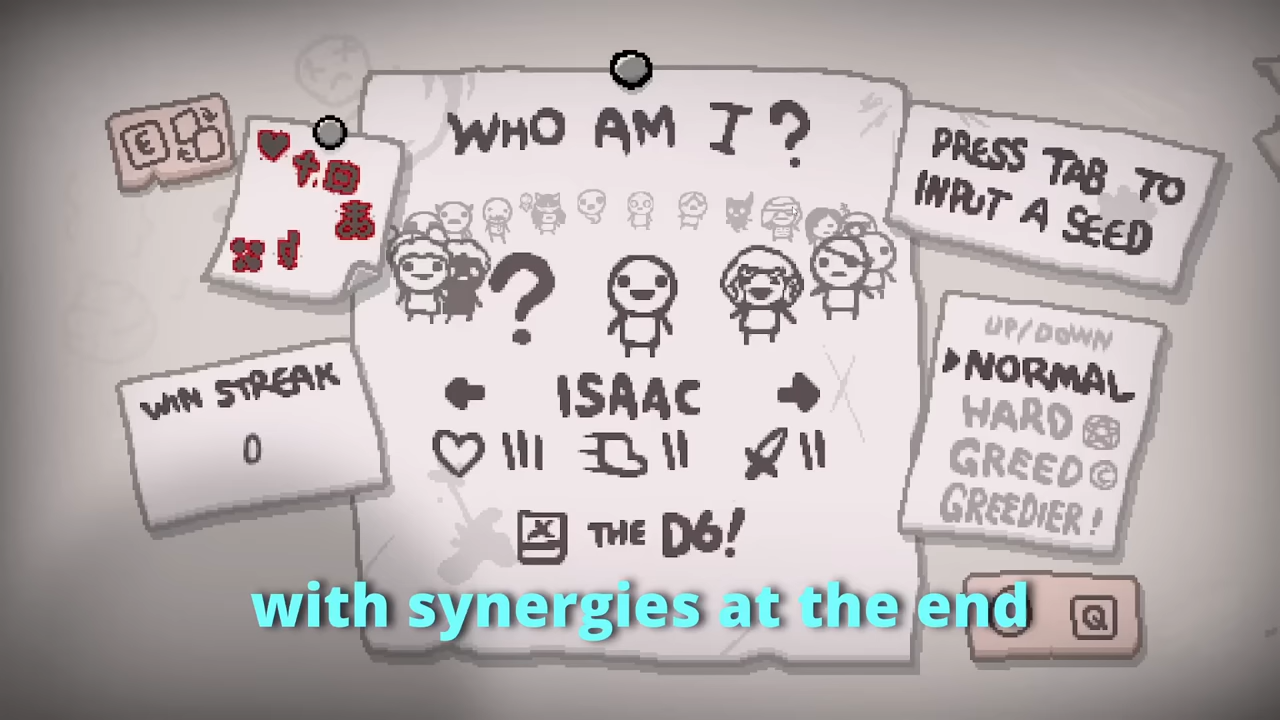 WHO AM I?
PRESS TAB TO
INPUT A SEED
E
WIN STREAK
0
UP/DOWN
NORMAL
HARD
GREED
GREEDIER!
?
ISAAC
THE D6!
with synergies at the end
Q